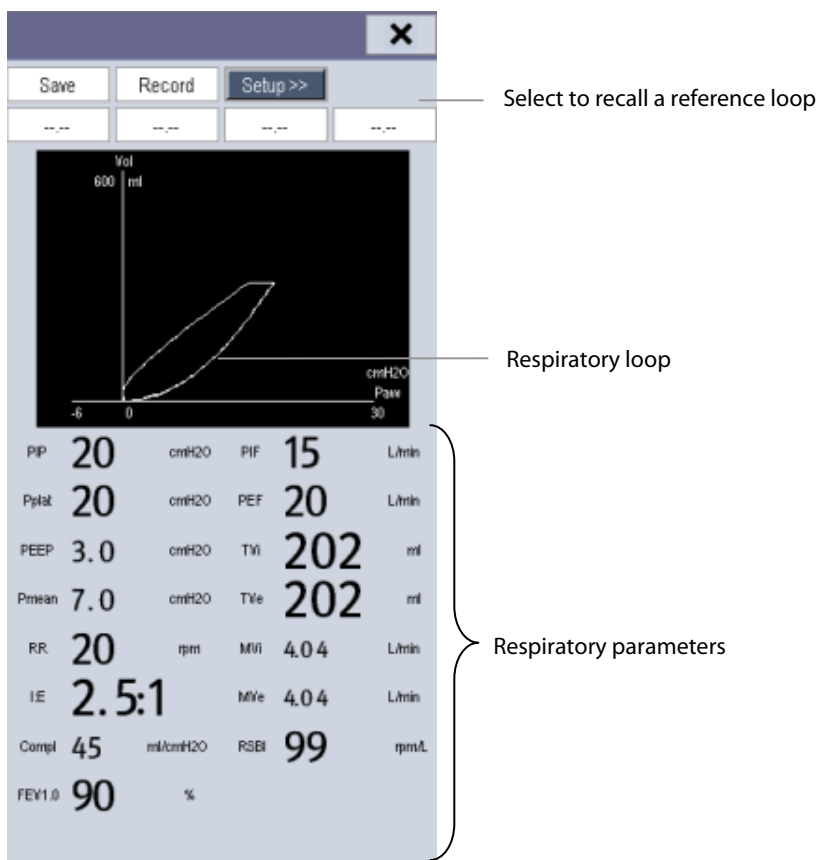 Save Record Setup >>
Select to recall a reference loop
--.-- --.-- --.-- --.--
Vol
600 ml
Respiratory loop
cmH2O
Paw
-6 0 30
PIP 20 cmH2O PIF 15 L/min
Pplat 20 cmH2O PEF 20 L/min
PEEP 3.0 cmH2O TVi 202 ml
Pmean 7.0 cmH2O TVe 202 ml
Respiratory parameters
RR 20 rpm MVi 4.04 L/min
I:E 2.5:1 MVe 4.04 L/min
Compl 45 ml/cmH2O RSBI 99 rpm/L
FEV1.0 90 %